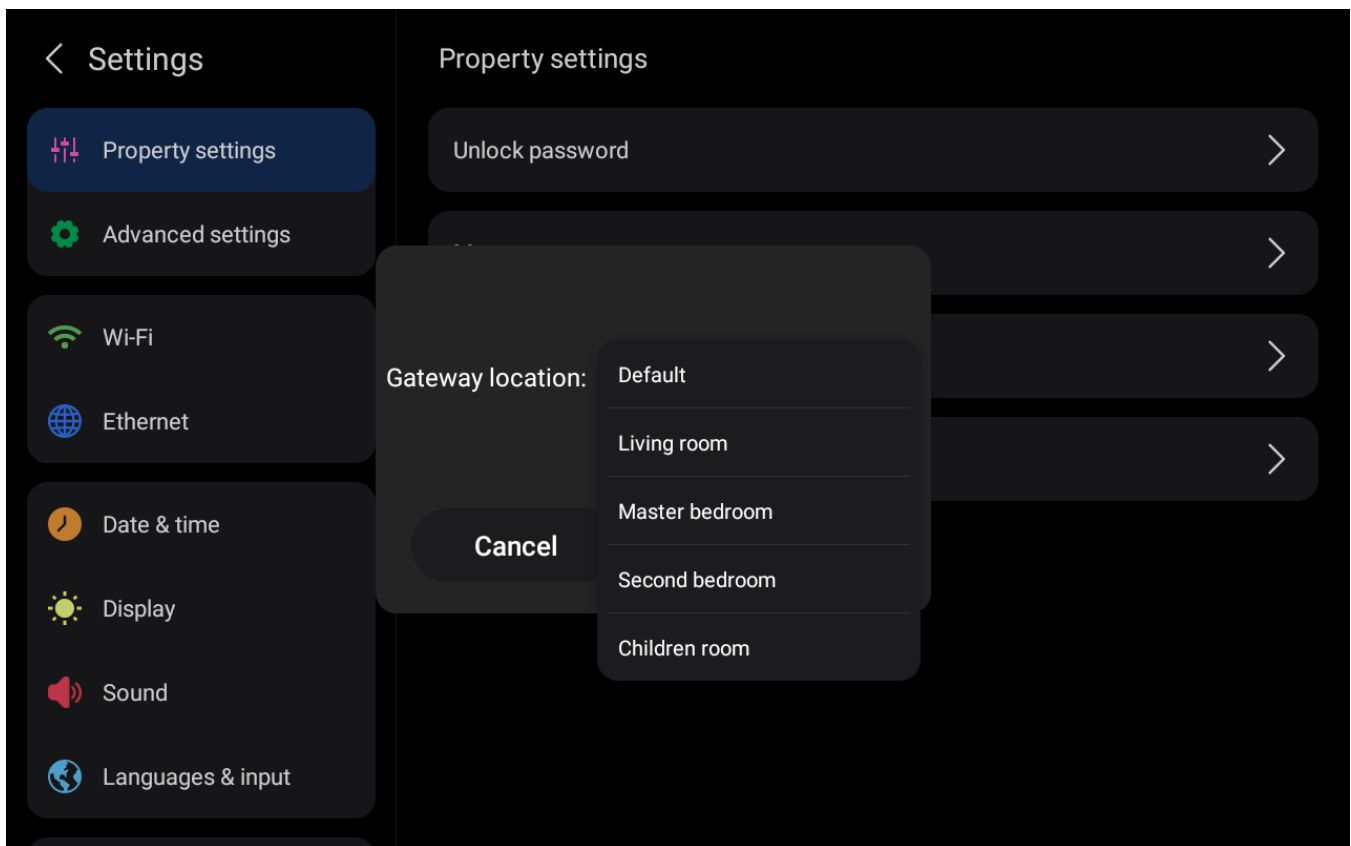 Settings
Property settings
Advanced settings
Wi-Fi
Ethernet
Date & time
Display
Sound
Languages & input
Property settings
Unlock password
Gateway location:
Default
Living room
Master bedroom
Second bedroom
Children room
Cancel